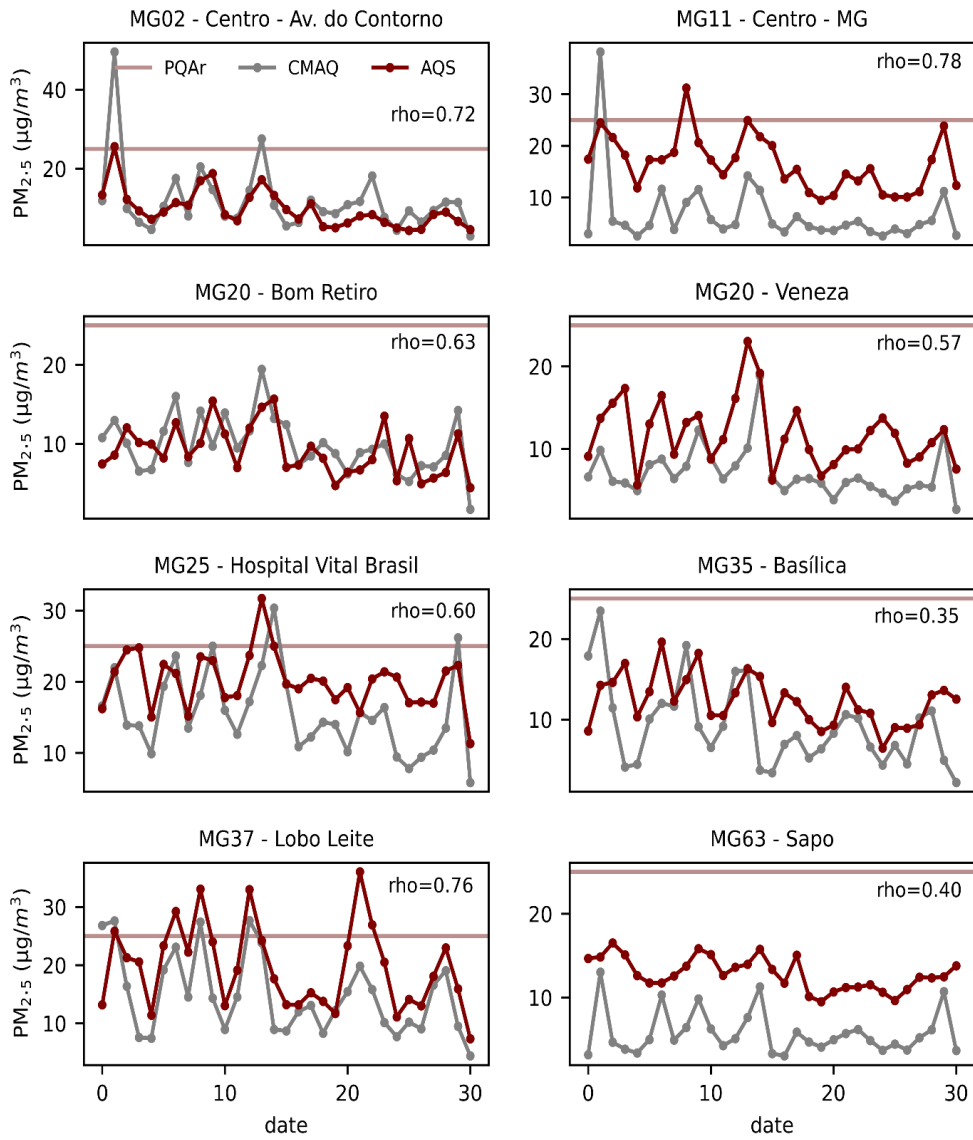 MG02 - Centro - Av. do Contorno
MG11 - Centro - MG
PQAr CMAQ AQS
rho=0.72
rho=0.78
PM2.5 (μg/m³)
40
20
30
20
10
MG20 - Bom Retiro
MG20 - Veneza
rho=0.63
rho=0.57
PM2.5 (μg/m³)
20
10
20
10
MG25 - Hospital Vital Brasil
MG35 - Basílica
rho=0.60
rho=0.35
PM2.5 (μg/m³)
30
20
10
20
10
MG37 - Lobo Leite
MG63 - Sapo
rho=0.76
rho=0.40
PM2.5 (μg/m³)
30
20
10
20
10
0 10 20 30
0 10 20 30
date
date